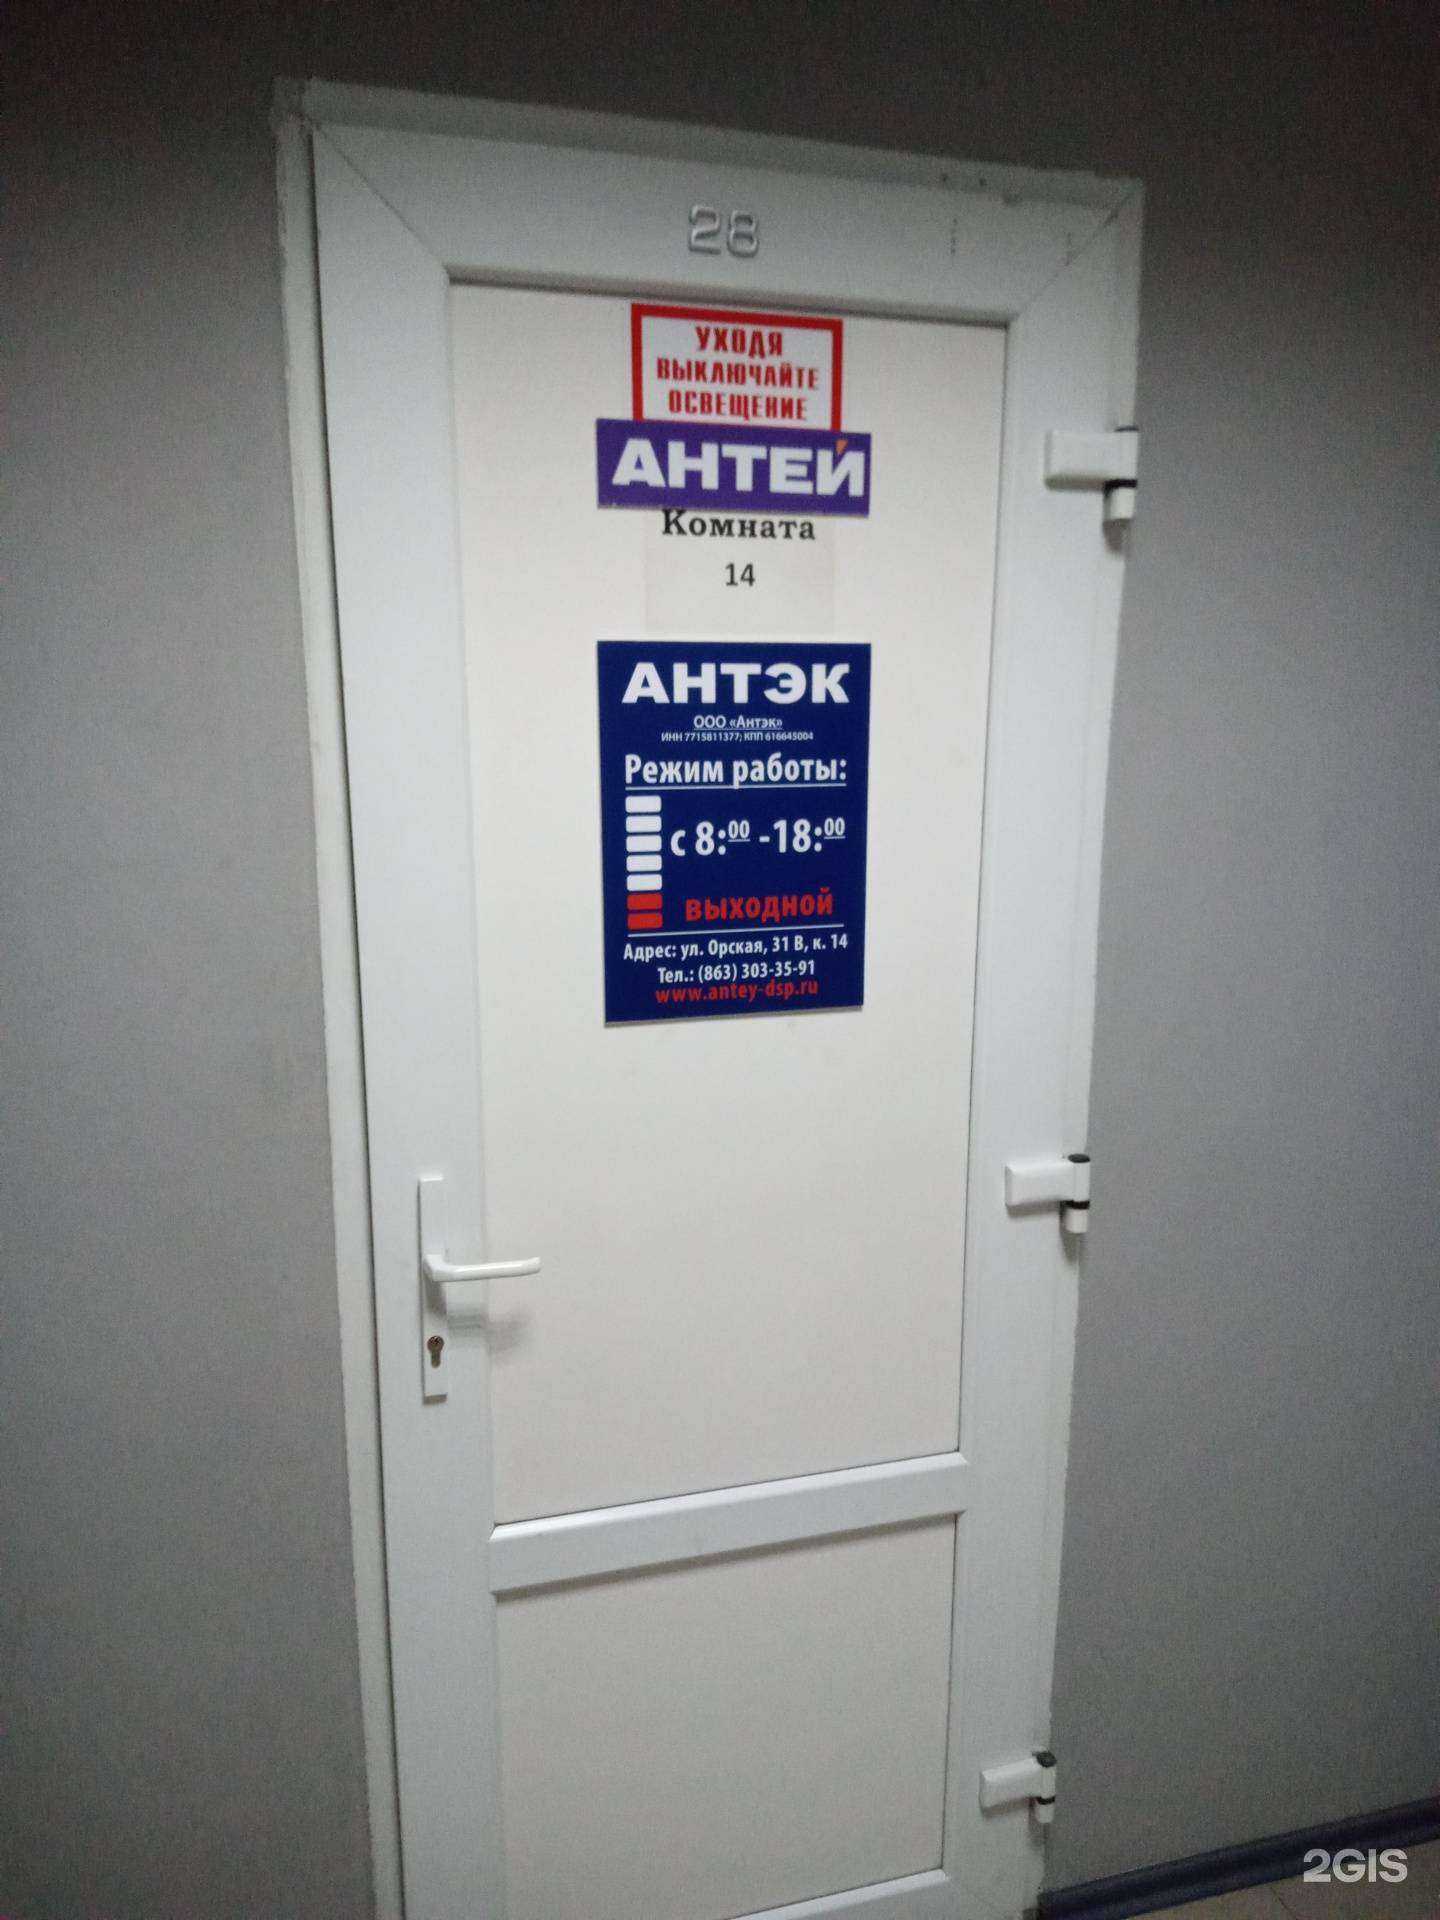 28
УХОДЯ
ВЫКЛЮЧАЙТЕ
ОСВЕЩЕНИЕ
АНТЕЙ
Комната
14
АНТЭК
ООО «Антэк»
ИНН 7715811377; КПП 616645004
Режим работы:
с 8:00 -18:00
выходной
Адрес: ул. Орская, 31 В, к. 14
Тел.: (863) 303-35-91
www.antey-dsp.ru
2GIS